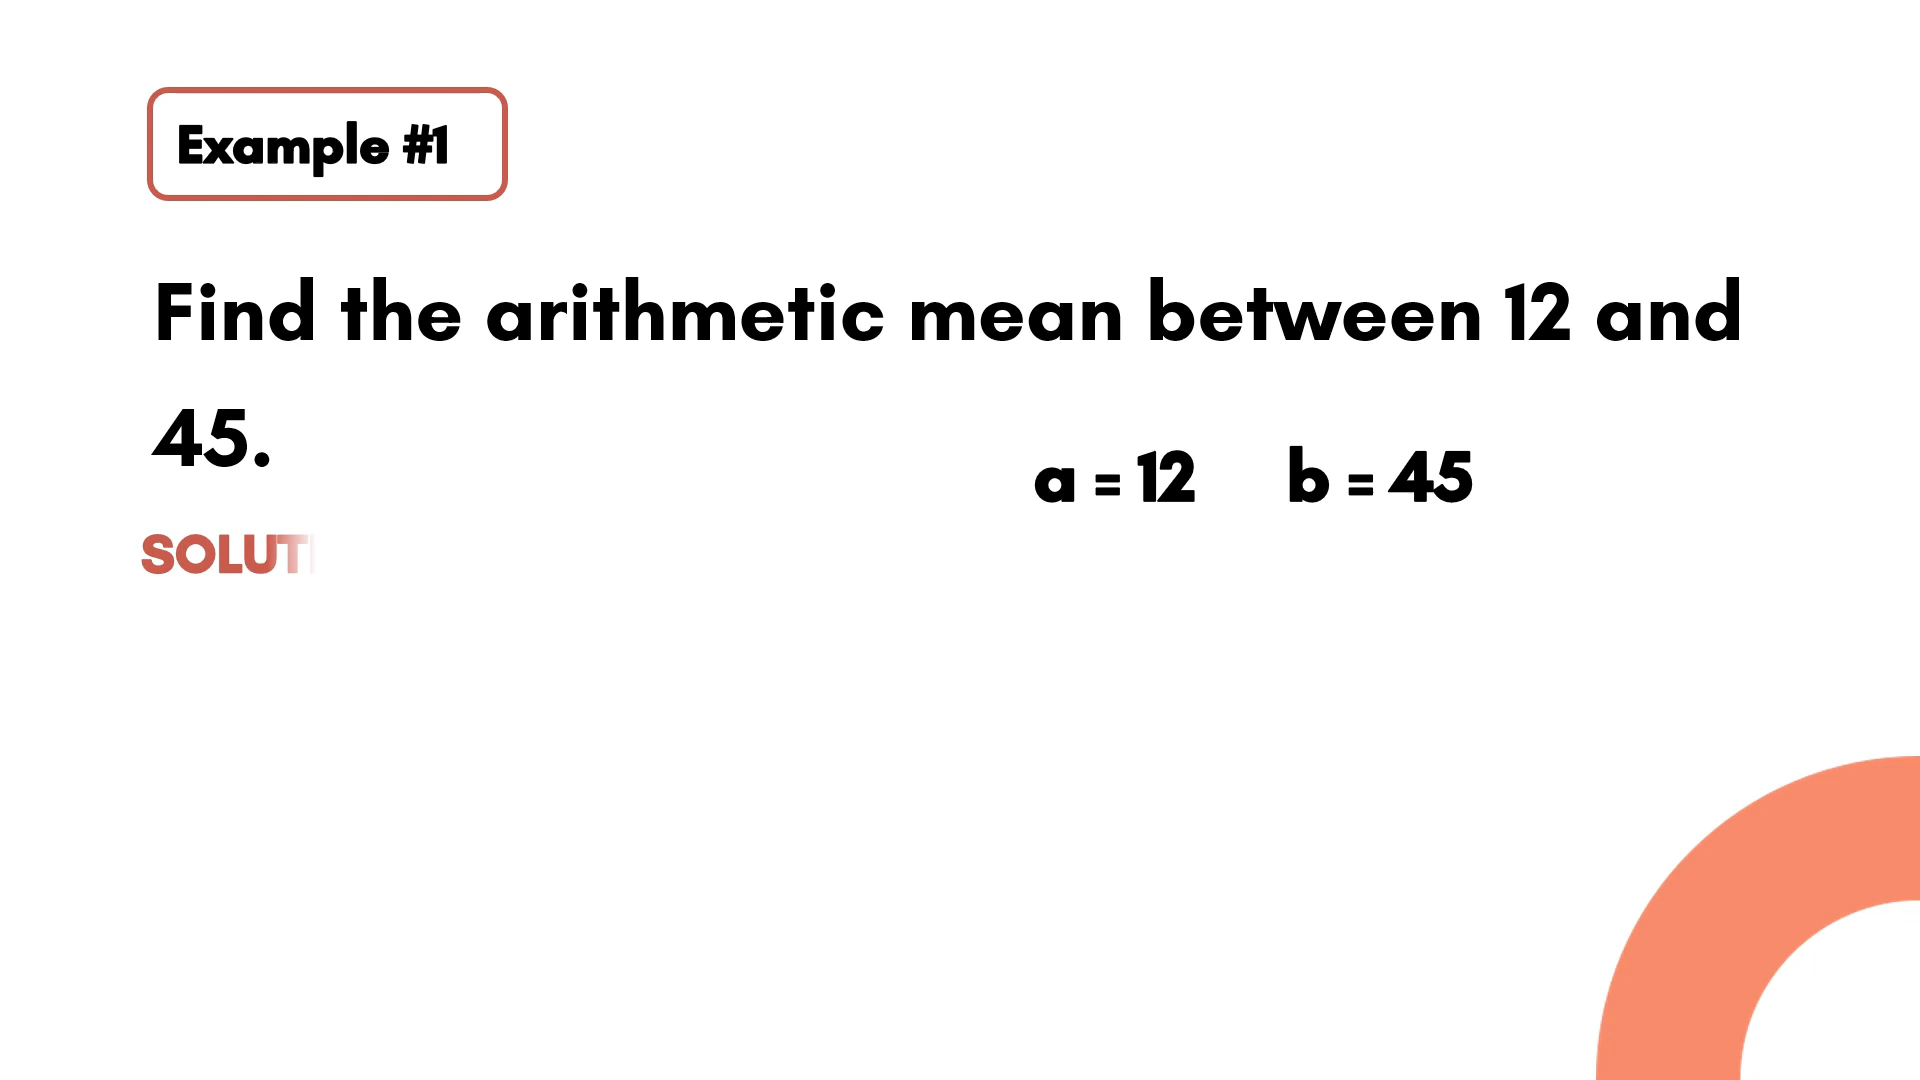 Example #1
Find the arithmetic mean between 12 and
45.
a = 12 b = 45
SOLUT